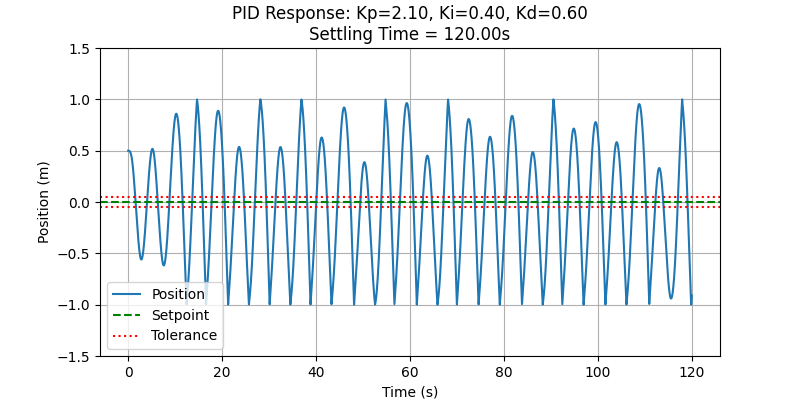 PID Response: Kp=2.10, Ki=0.40, Kd=0.60
Settling Time = 120.00s
1.5
1.0
0.5
0.0
−0.5
−1.0
−1.5
Position (m)
Position
Setpoint
Tolerance
0 20 40 60 80 100 120
Time (s)